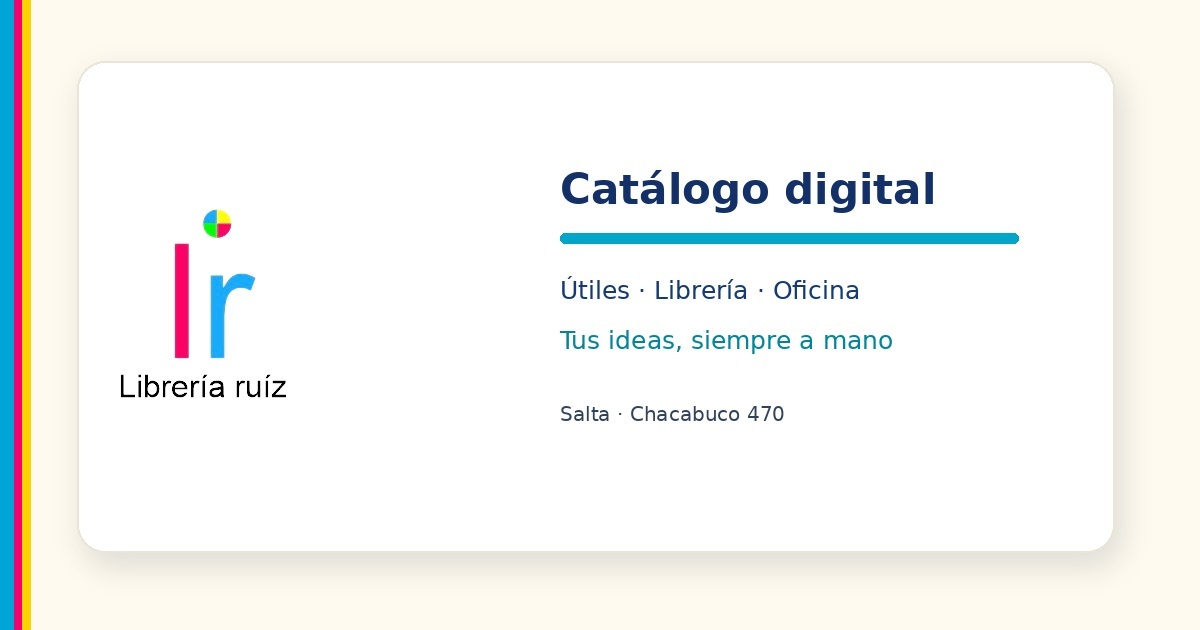 lr
Librería ruíz
Catálogo digital
Útiles · Librería · Oficina
Tus ideas, siempre a mano
Salta · Chacabuco 470